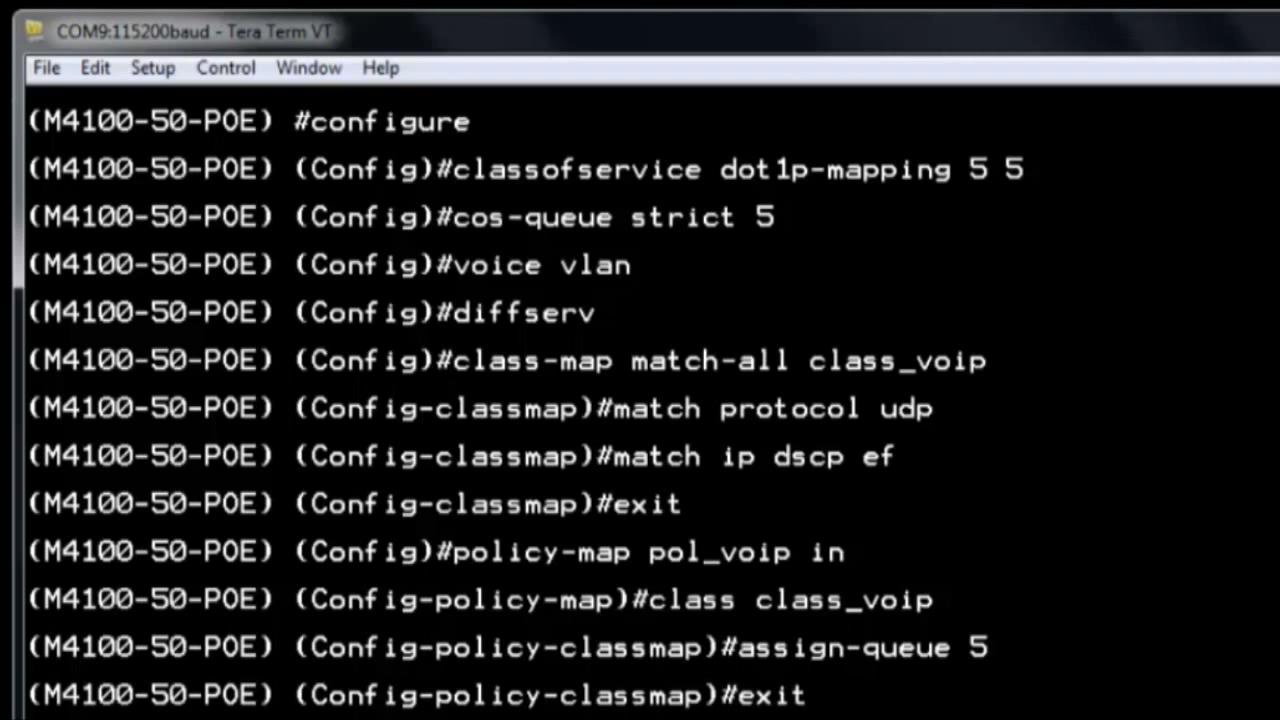 COM9:115200baud - Tera Term VT
File Edit Setup Control Window Help
(M4100-50-POE) #configure
(M4100-50-POE) (Config)#classofservice dot1p-mapping 5 5
(M4100-50-POE) (Config)#cos-queue strict 5
(M4100-50-POE) (Config)#voice vlan
(M4100-50-POE) (Config)#diffserv
(M4100-50-POE) (Config)#class-map match-all class_voip
(M4100-50-POE) (Config-classmap)#match protocol udp
(M4100-50-POE) (Config-classmap)#match ip dscp ef
(M4100-50-POE) (Config-classmap)#exit
(M4100-50-POE) (Config)#policy-map pol_voip in
(M4100-50-POE) (Config-policy-map)#class class_voip
(M4100-50-POE) (Config-policy-classmap)#assign-queue 5
(M4100-50-POE) (Config-policy-classmap)#exit